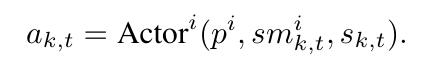 a_{k,t} = Actor^i(p^i, sm^i_{k,t}, s_{k,t}).